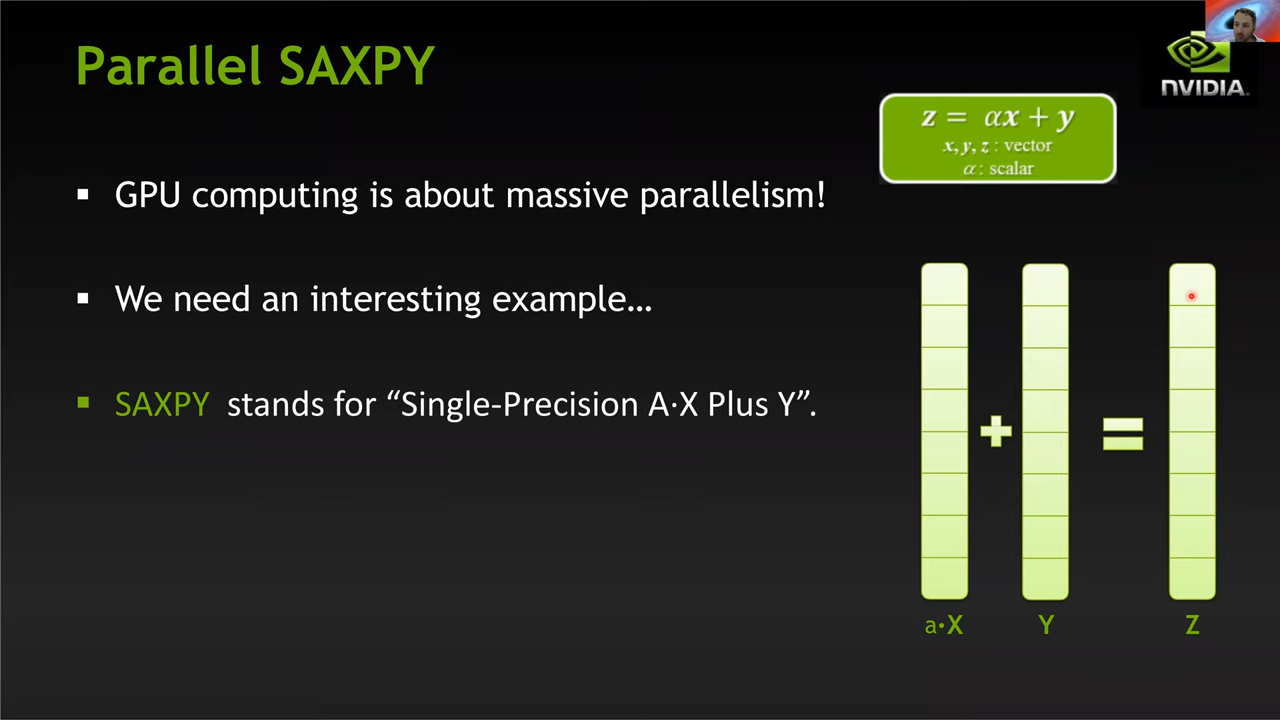 Parallel SAXPY
NVIDIA.
z = αx + y
x, y, z : vector
α : scalar
▪ GPU computing is about massive parallelism!
▪ We need an interesting example…
▪ SAXPY stands for “Single-Precision A·X Plus Y”.
a·X Y Z